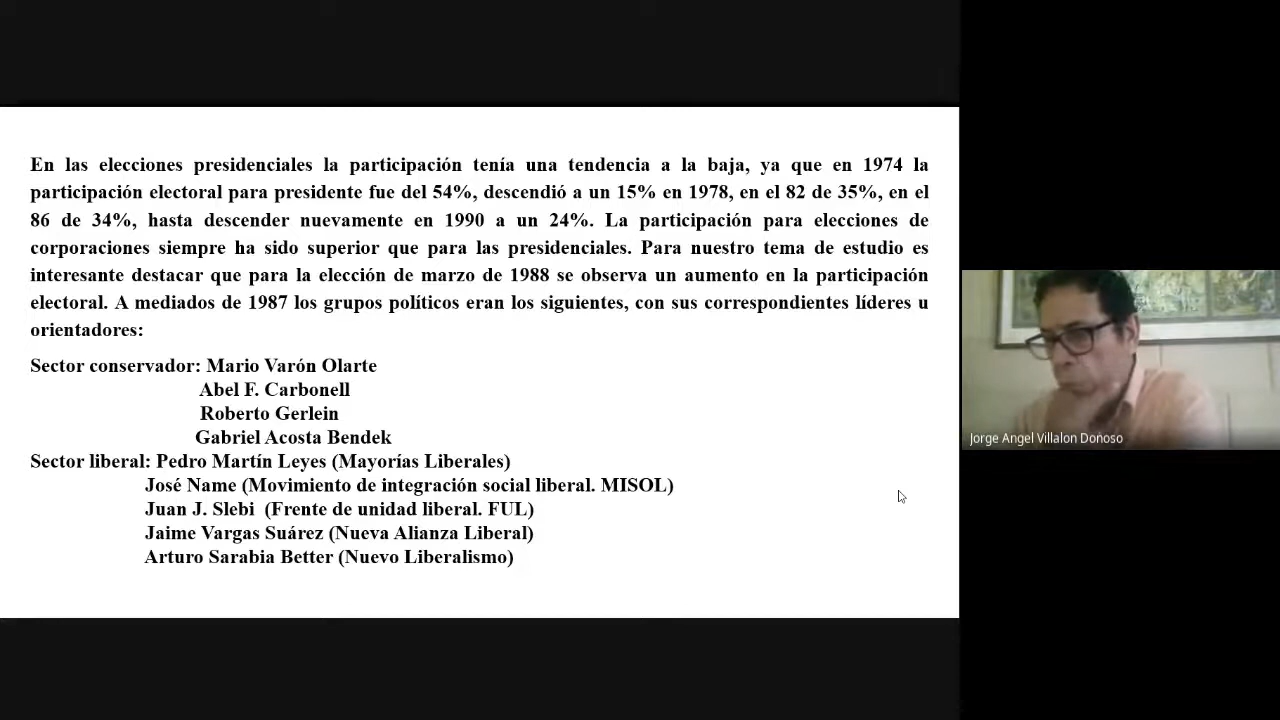 En las elecciones presidenciales la participación tenía una tendencia a la baja, ya que en 1974 la
participación electoral para presidente fue del 54%, descendió a un 15% en 1978, en el 82 de 35%, en el
86 de 34%, hasta descender nuevamente en 1990 a un 24%. La participación para elecciones de
corporaciones siempre ha sido superior que para las presidenciales. Para nuestro tema de estudio es
interesante destacar que para la elección de marzo de 1988 se observa un aumento en la participación
electoral. A mediados de 1987 los grupos políticos eran los siguientes, con sus correspondientes líderes u
orientadores:
Sector conservador: Mario Varón Olarte
Abel F. Carbonell
Roberto Gerlein
Gabriel Acosta Bendek
Sector liberal: Pedro Martín Leyes (Mayorías Liberales)
José Name (Movimiento de integración social liberal. MISOL)
Juan J. Slebi (Frente de unidad liberal. FUL)
Jaime Vargas Suárez (Nueva Alianza Liberal)
Arturo Sarabia Better (Nuevo Liberalismo)
Jorge Angel Villalon Donoso